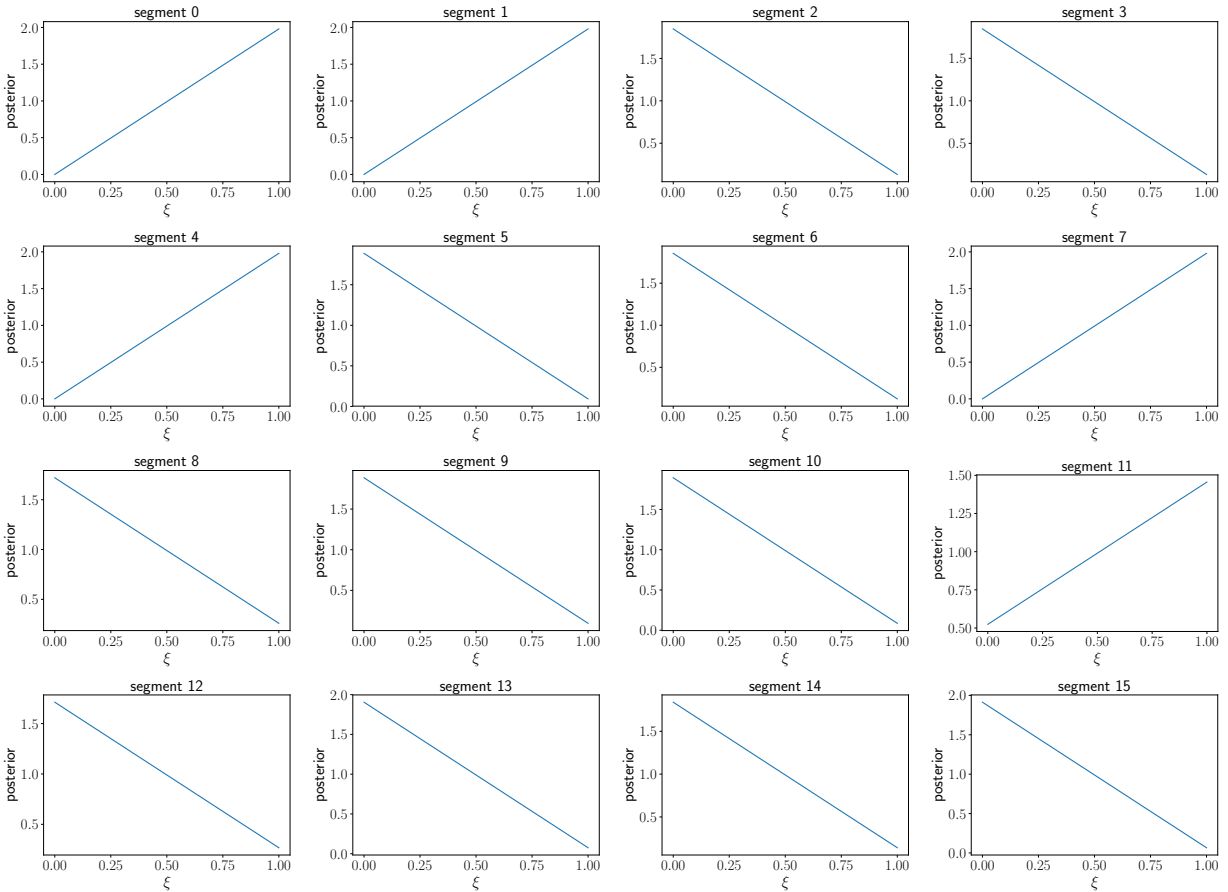 segment 0
posterior
2.0
1.5
1.0
0.5
0.0
0.00 0.25 0.50 0.75 1.00
ξ
segment 1
posterior
2.0
1.5
1.0
0.5
0.0
0.00 0.25 0.50 0.75 1.00
ξ
segment 2
posterior
1.5
1.0
0.5
0.00 0.25 0.50 0.75 1.00
ξ
segment 3
posterior
1.5
1.0
0.5
0.00 0.25 0.50 0.75 1.00
ξ
segment 4
posterior
2.0
1.5
1.0
0.5
0.0
0.00 0.25 0.50 0.75 1.00
ξ
segment 5
posterior
1.5
1.0
0.5
0.0
0.00 0.25 0.50 0.75 1.00
ξ
segment 6
posterior
1.5
1.0
0.5
0.00 0.25 0.50 0.75 1.00
ξ
segment 7
posterior
2.0
1.5
1.0
0.5
0.0
0.00 0.25 0.50 0.75 1.00
ξ
segment 8
posterior
1.5
1.0
0.5
0.00 0.25 0.50 0.75 1.00
ξ
segment 9
posterior
1.5
1.0
0.5
0.00 0.25 0.50 0.75 1.00
ξ
segment 10
posterior
1.5
1.0
0.5
0.0
0.00 0.25 0.50 0.75 1.00
ξ
segment 11
posterior
1.50
1.25
1.00
0.75
0.50
0.00 0.25 0.50 0.75 1.00
ξ
segment 12
posterior
1.5
1.0
0.5
0.00 0.25 0.50 0.75 1.00
ξ
segment 13
posterior
2.0
1.5
1.0
0.5
0.0
0.00 0.25 0.50 0.75 1.00
ξ
segment 14
posterior
1.5
1.0
0.5
0.00 0.25 0.50 0.75 1.00
ξ
segment 15
posterior
2.0
1.5
1.0
0.5
0.0
0.00 0.25 0.50 0.75 1.00
ξ